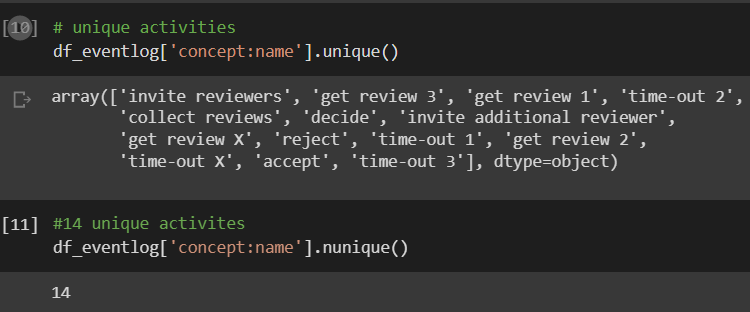 [10] # unique activities
df_eventlog['concept:name'].unique()
array(['invite reviewers', 'get review 3', 'get review 1', 'time-out 2',
'collect reviews', 'decide', 'invite additional reviewer',
'get review X', 'reject', 'time-out 1', 'get review 2',
'time-out X', 'accept', 'time-out 3'], dtype=object)
[11] #14 unique activites
df_eventlog['concept:name'].nunique()
14